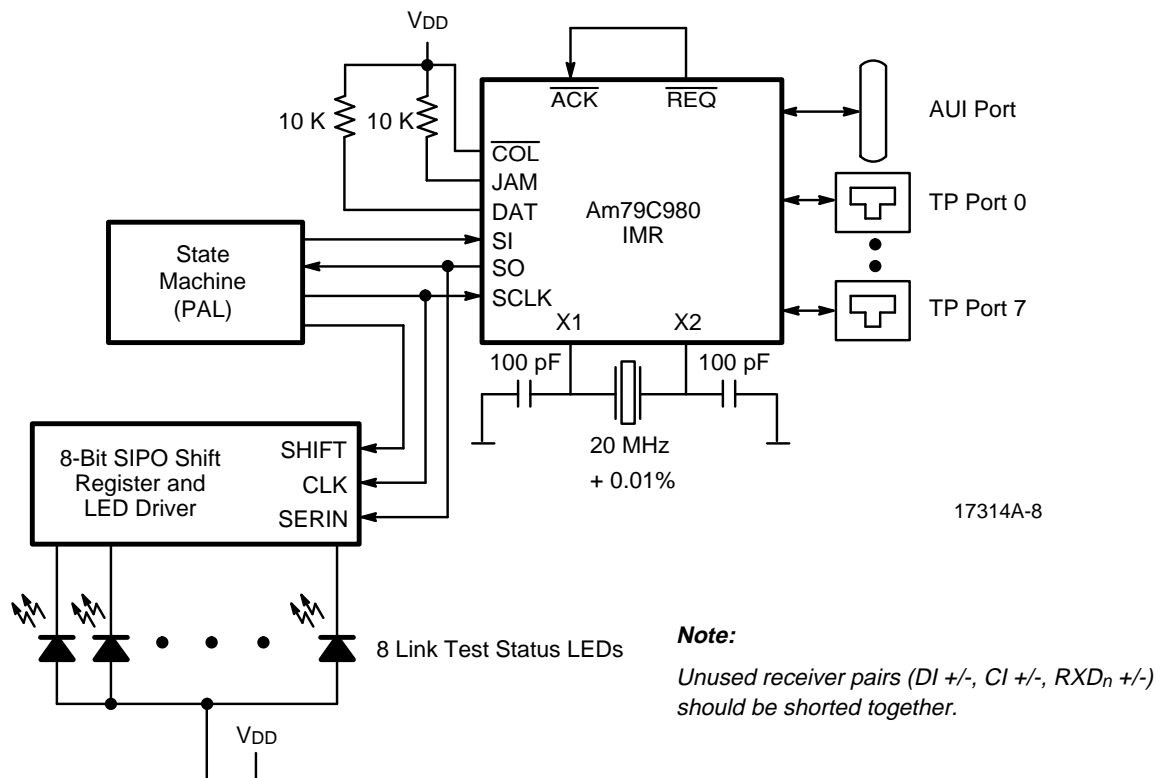 VDD
10 K
10 K
ACK
REQ
COL
JAM
DAT
SI
SO
SCLK
X1
X2
Am79C980
IMR
AUI Port
TP Port 0
TP Port 7
State
Machine
(PAL)
100 pF
100 pF
20 MHz
+ 0.01%
8-Bit SIPO Shift
Register and
LED Driver
SHIFT
CLK
SERIN
17314A-8
8 Link Test Status LEDs
Note:
Unused receiver pairs (DI +/-, CI +/-, RXDn +/-)
should be shorted together.
VDD